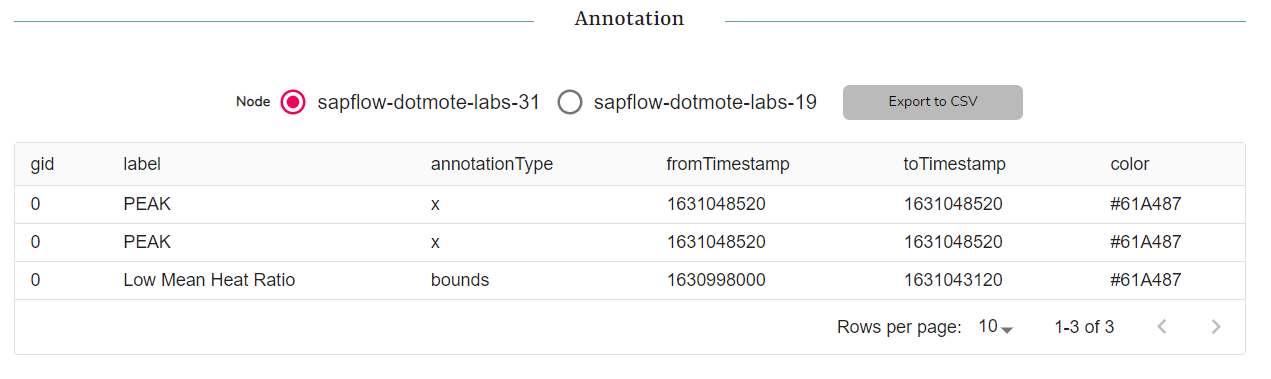 Annotation
Node sapflow-dotmote-labs-31 sapflow-dotmote-labs-19 Export to CSV
gid label annotationType fromTimestamp toTimestamp color
0 PEAK x 1631048520 1631048520 #61A487
0 PEAK x 1631048520 1631048520 #61A487
0 Low Mean Heat Ratio bounds 1630998000 1631043120 #61A487
Rows per page: 10 1-3 of 3